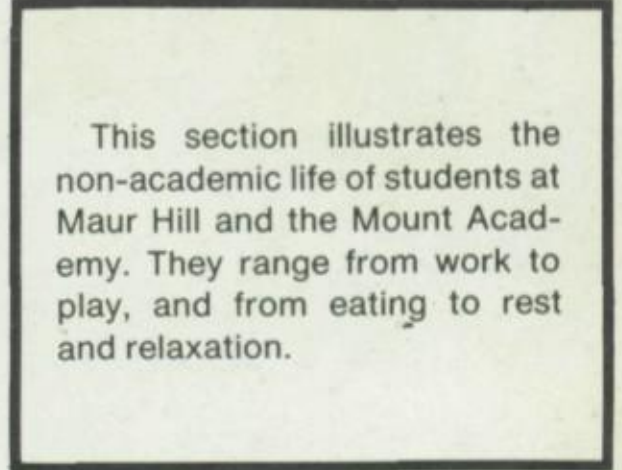 This section illustrates the
non-academic life of students at
Maur Hill and the Mount Acad-
emy. They range from work to
play, and from eating to rest
and relaxation.